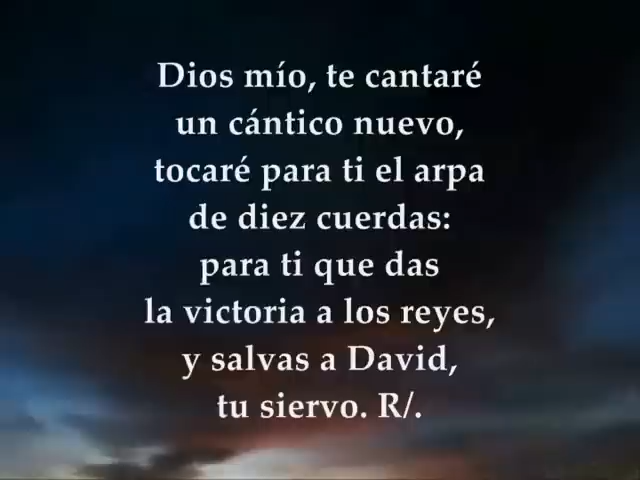 Dios mío, te cantaré
un cántico nuevo,
tocaré para ti el arpa
de diez cuerdas:
para ti que das
la victoria a los reyes,
y salvas a David,
tu siervo. R/.